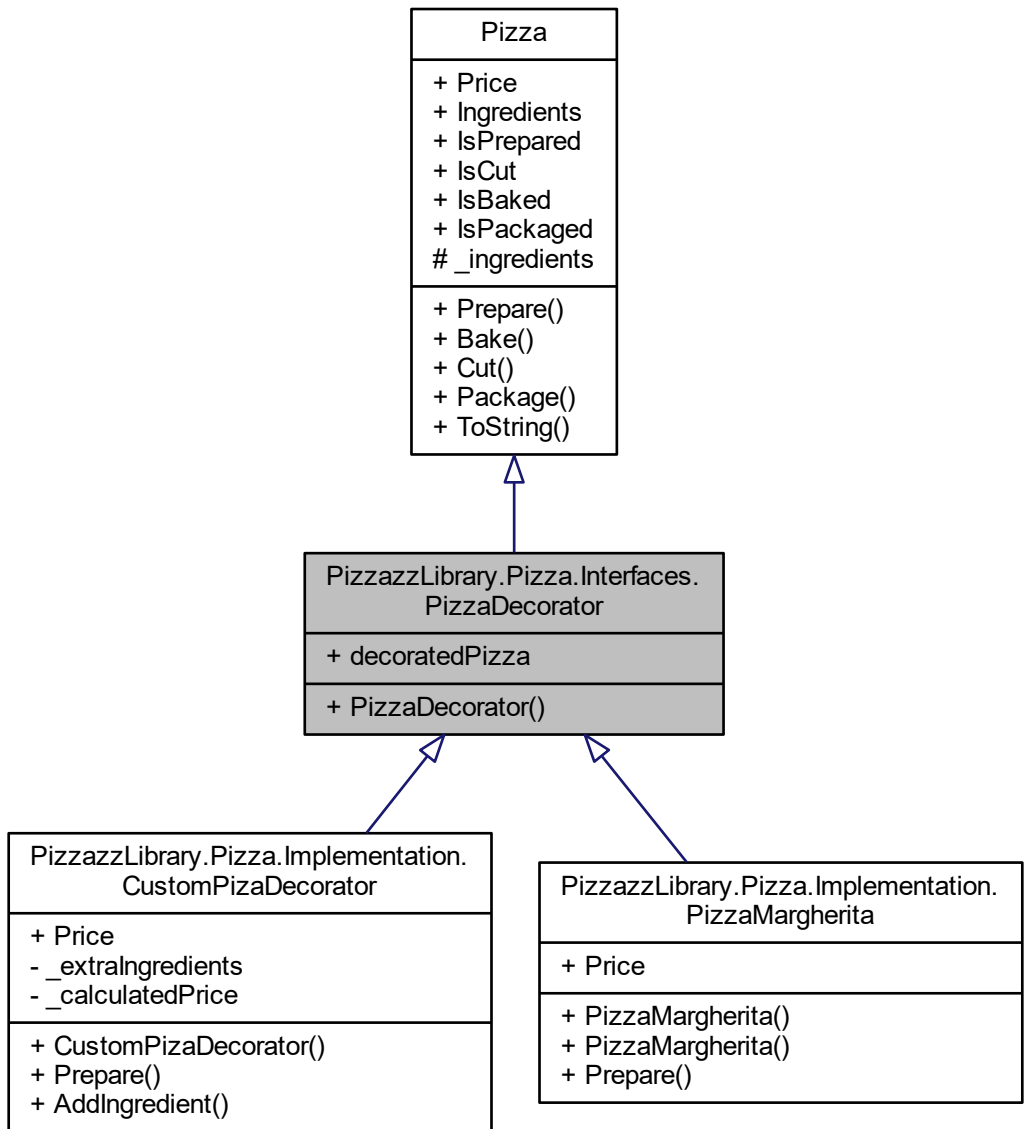 Pizza
+ Price
+ Ingredients
+ IsPrepared
+ IsCut
+ IsBaked
+ IsPackaged
# _ingredients
+ Prepare()
+ Bake()
+ Cut()
+ Package()
+ ToString()
PizzazzLibrary.Pizza.Interfaces.
PizzaDecorator
+ decoratedPizza
+ PizzaDecorator()
PizzazzLibrary.Pizza.Implementation.
CustomPizaDecorator
+ Price
- _extraIngredients
- _calculatedPrice
+ CustomPizaDecorator()
+ Prepare()
+ AddIngredient()
PizzazzLibrary.Pizza.Implementation.
PizzaMargherita
+ Price
+ PizzaMargherita()
+ PizzaMargherita()
+ Prepare()